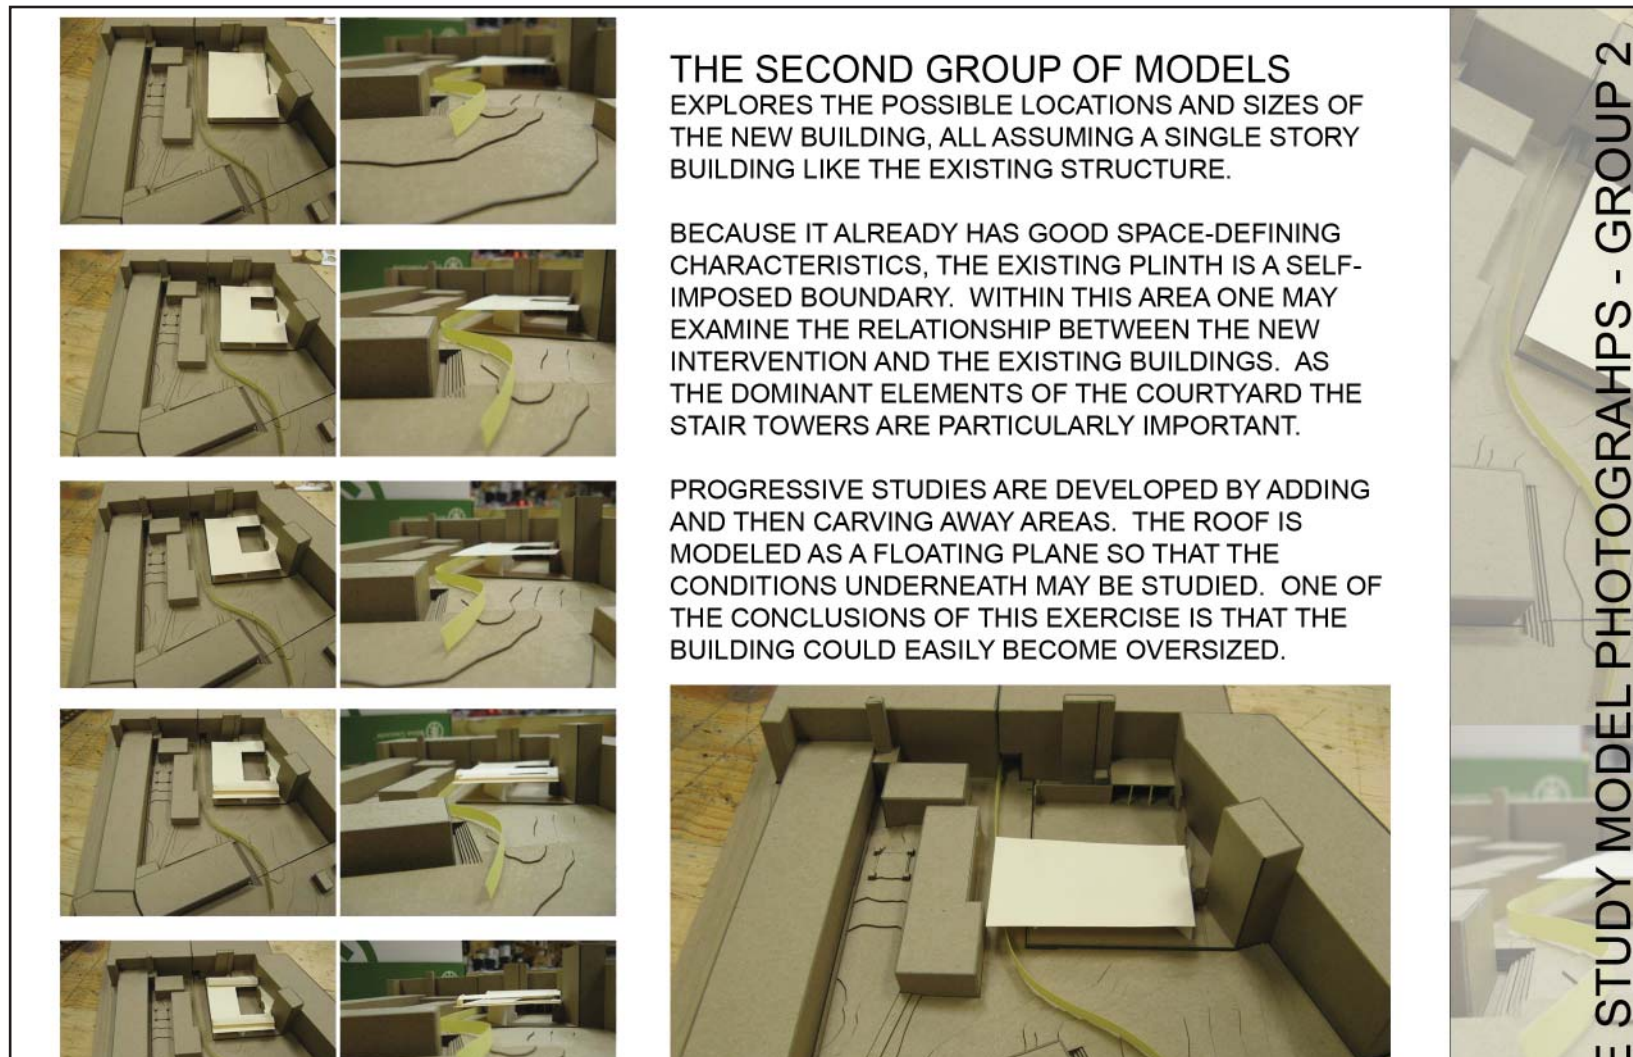 THE SECOND GROUP OF MODELS
EXPLORES THE POSSIBLE LOCATIONS AND SIZES OF
THE NEW BUILDING, ALL ASSUMING A SINGLE STORY
BUILDING LIKE THE EXISTING STRUCTURE.
BECAUSE IT ALREADY HAS GOOD SPACE-DEFINING
CHARACTERISTICS, THE EXISTING PLINTH IS A SELF-
IMPOSED BOUNDARY. WITHIN THIS AREA ONE MAY
EXAMINE THE RELATIONSHIP BETWEEN THE NEW
INTERVENTION AND THE EXISTING BUILDINGS. AS
THE DOMINANT ELEMENTS OF THE COURTYARD THE
STAIR TOWERS ARE PARTICULARLY IMPORTANT.
PROGRESSIVE STUDIES ARE DEVELOPED BY ADDING
AND THEN CARVING AWAY AREAS. THE ROOF IS
MODELED AS A FLOATING PLANE SO THAT THE
CONDITIONS UNDERNEATH MAY BE STUDIED. ONE OF
THE CONCLUSIONS OF THIS EXERCISE IS THAT THE
BUILDING COULD EASILY BECOME OVERSIZED.
E STUDY MODEL PHOTOGRAHPS - GROUP 2